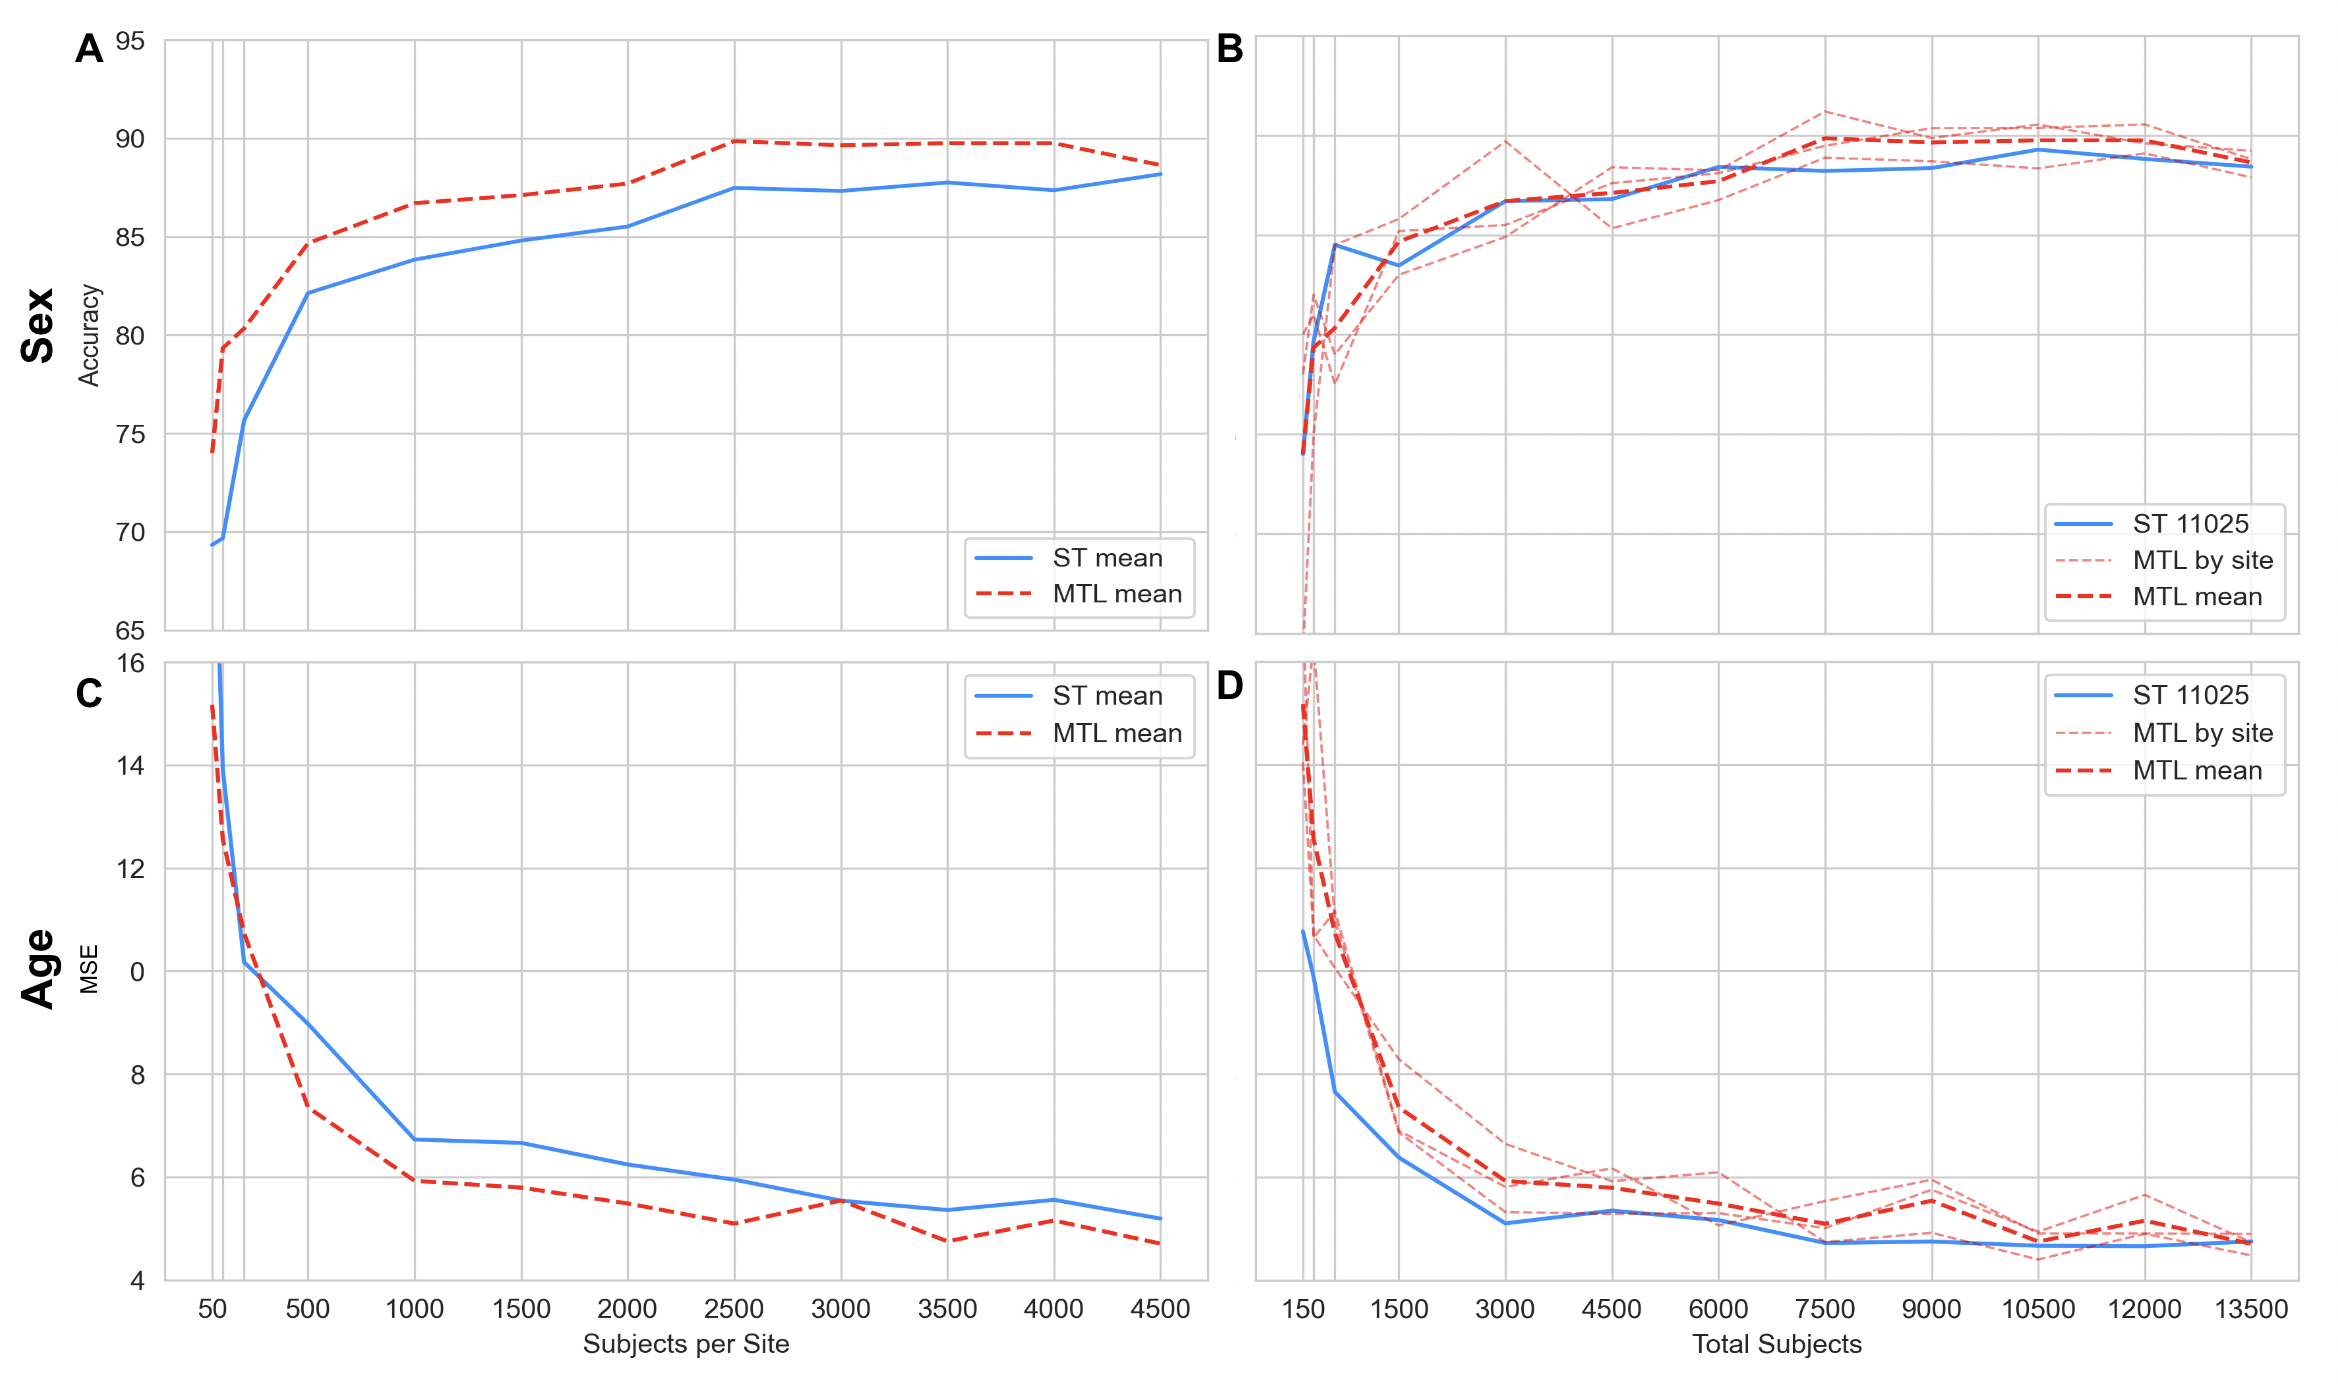 A
95
90
85
80
75
70
65
Sex
Accuracy
ST mean
MTL mean
B
ST 11025
MTL by site
MTL mean
C
16
14
12
0
8
6
4
Age
MSE
ST mean
MTL mean
50 500 1000 1500 2000 2500 3000 3500 4000 4500
Subjects per Site
D
ST 11025
MTL by site
MTL mean
150 1500 3000 4500 6000 7500 9000 10500 12000 13500
Total Subjects